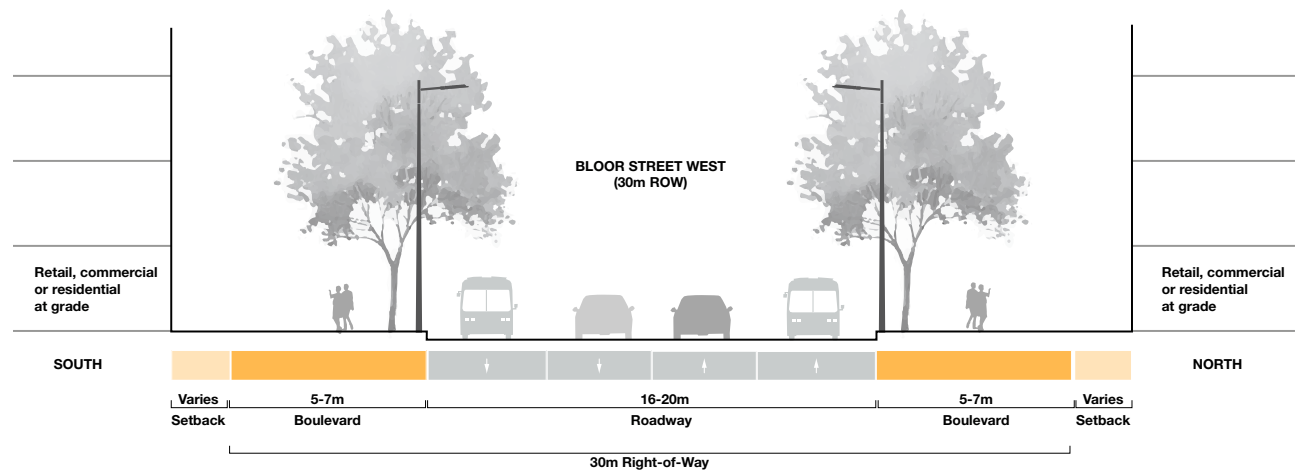 BLOOR STREET WEST
(30m ROW)
Retail, commercial
or residential
at grade
Retail, commercial
or residential
at grade
SOUTH
NORTH
Varies
5-7m
16-20m
5-7m
Varies
Setback
Boulevard
Roadway
Boulevard
Setback
30m Right-of-Way